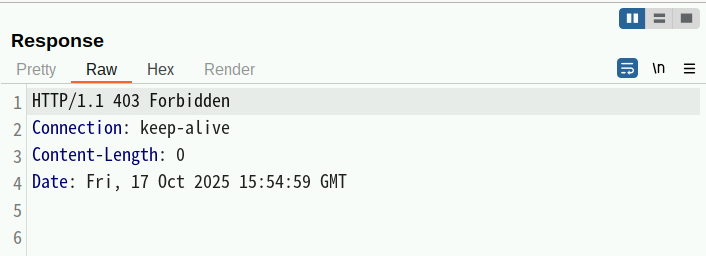 Response
Pretty Raw Hex Render \n
1 HTTP/1.1 403 Forbidden
2 Connection: keep-alive
3 Content-Length: 0
4 Date: Fri, 17 Oct 2025 15:54:59 GMT
5
6